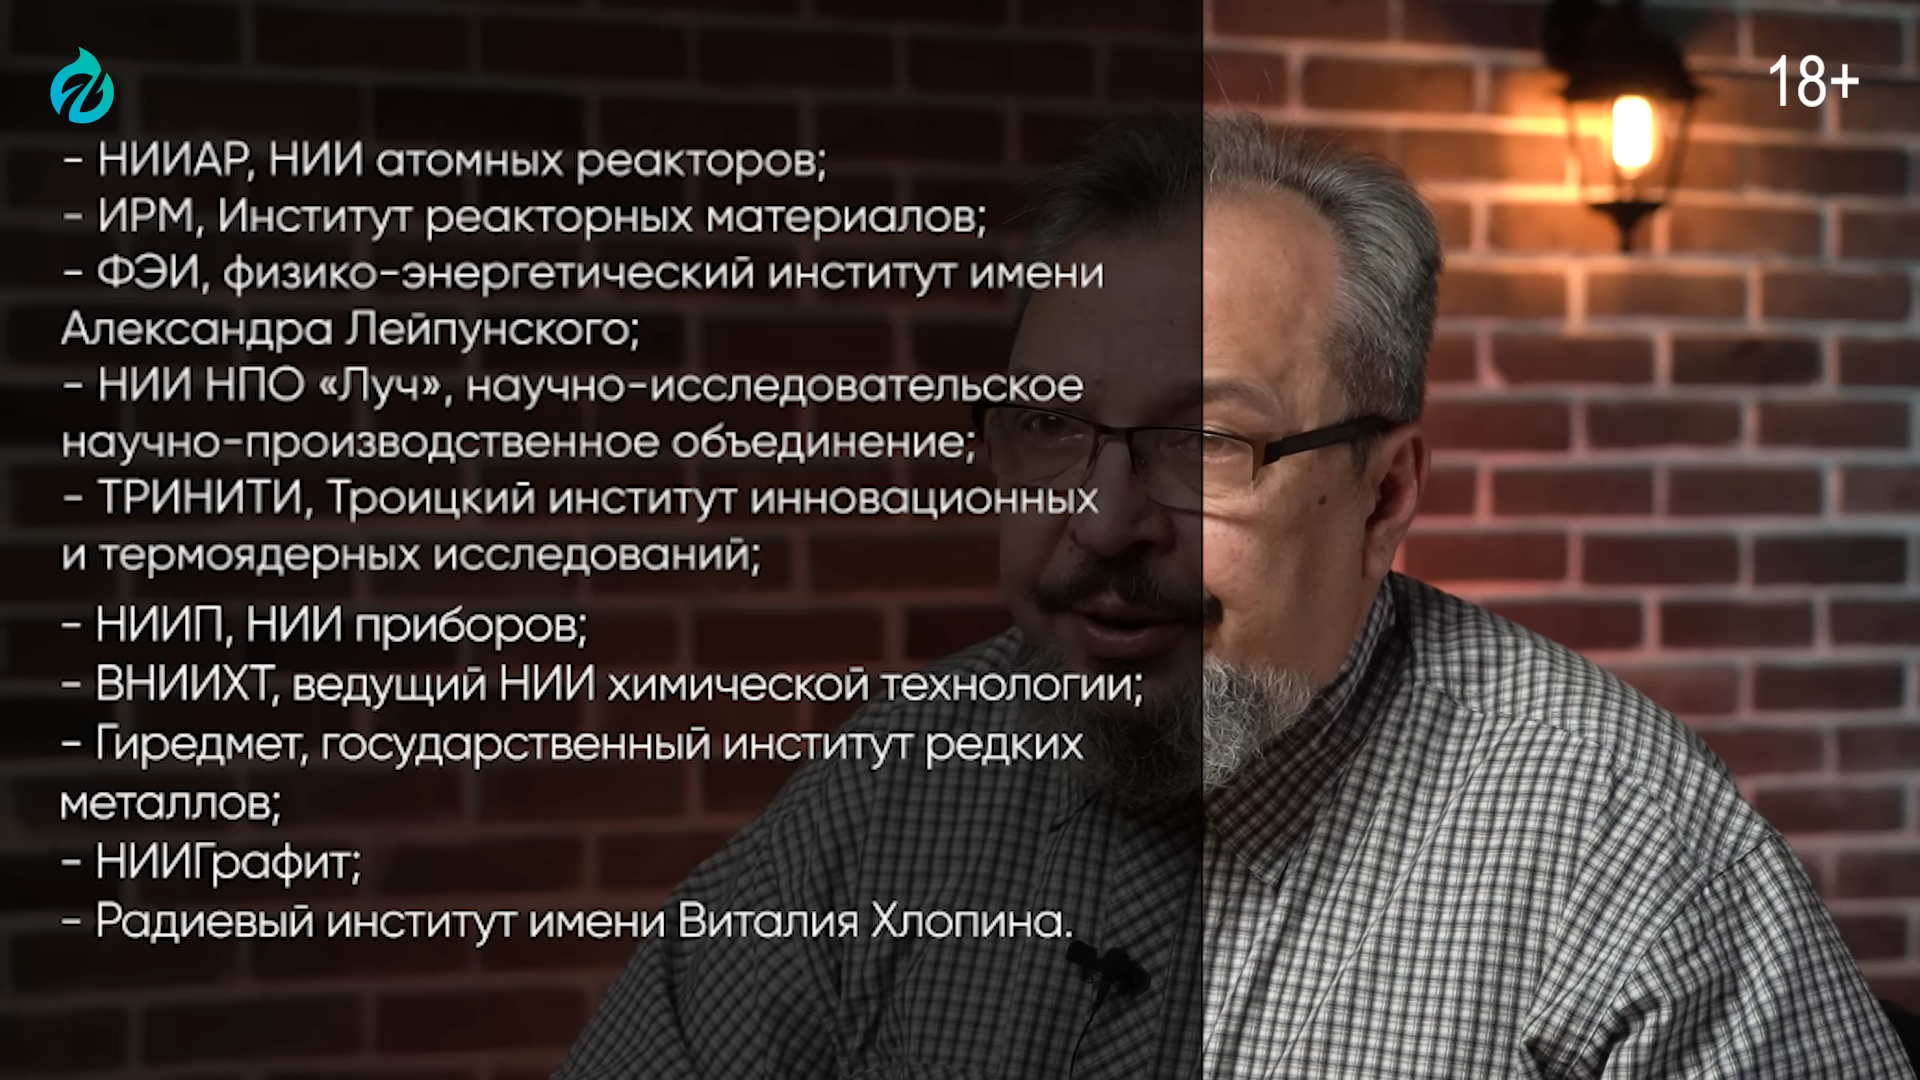 18+
- НИИАР, НИИ атомных реакторов;
- ИРМ, Институт реакторных материалов;
- ФЭИ, физико-энергетический институт имени
Александра Лейпунского;
- НИИ НПО «Луч», научно-исследовательское
научно-производственное объединение;
- ТРИНИТИ, Троицкий институт инновационных
и термоядерных исследований;
- НИИП, НИИ приборов;
- ВНИИХТ, ведущий НИИ химической технологии;
- Гиредмет, государственный институт редких
металлов;
- НИИГрафит;
- Радиевый институт имени Виталия Хлопина.